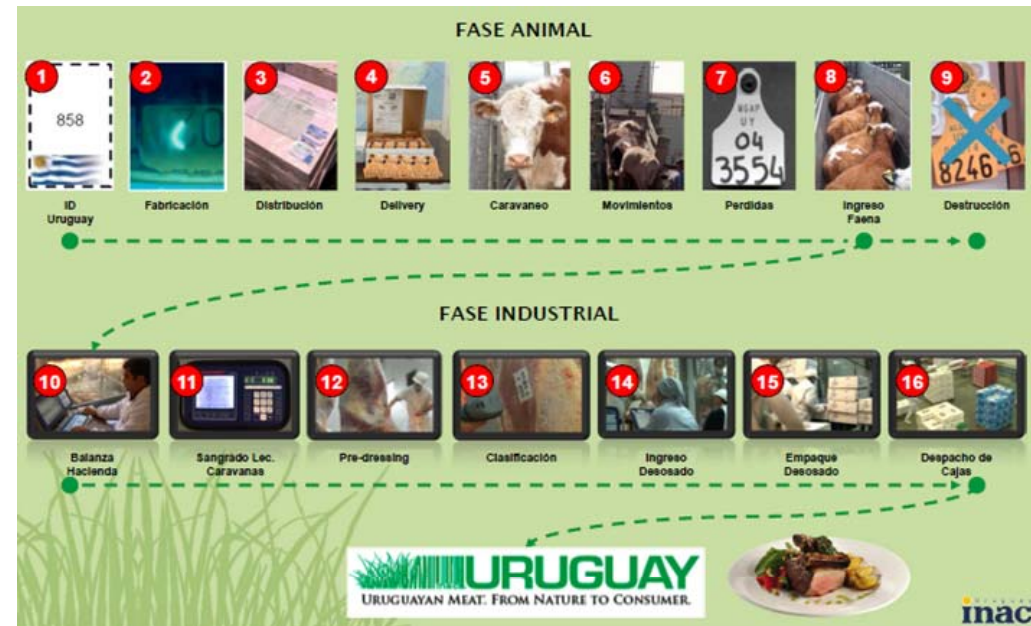 FASE ANIMAL
1
2
3
4
5
6
7
8
9
858
MGAP
UY
04
3554
8246
6
ID
Uruguay
Fabricación
Distribución
Delivery
Caravaneo
Movimientos
Perdidas
Ingreso
Faena
Destrucción
FASE INDUSTRIAL
10
11
12
13
14
15
16
Balanza
Hacienda
Sangrado Lec.
Caravanas
Pre-dressing
Clasificación
Ingreso
Desosado
Empaque
Desosado
Despacho de
Cajas
URUGUAY
URUGUAYAN MEAT. FROM NATURE TO CONSUMER.
inac